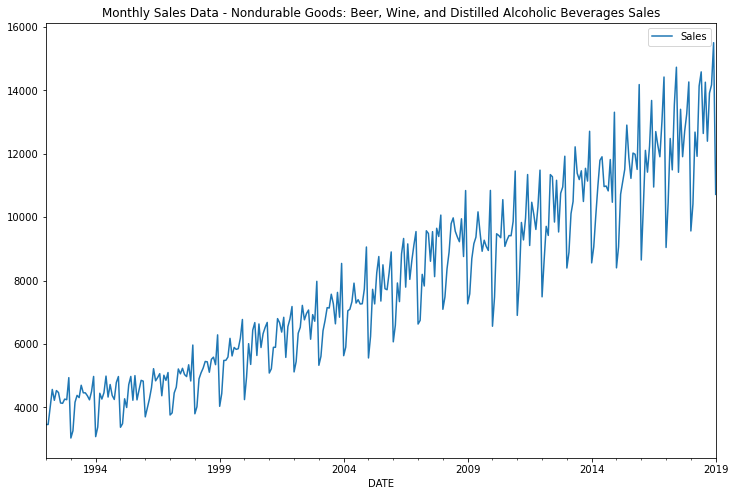 Monthly Sales Data - Nondurable Goods: Beer, Wine, and Distilled Alcoholic Beverages Sales
Sales
16000
14000
12000
10000
8000
6000
4000
1994 1999 2004 2009 2014 2019
DATE